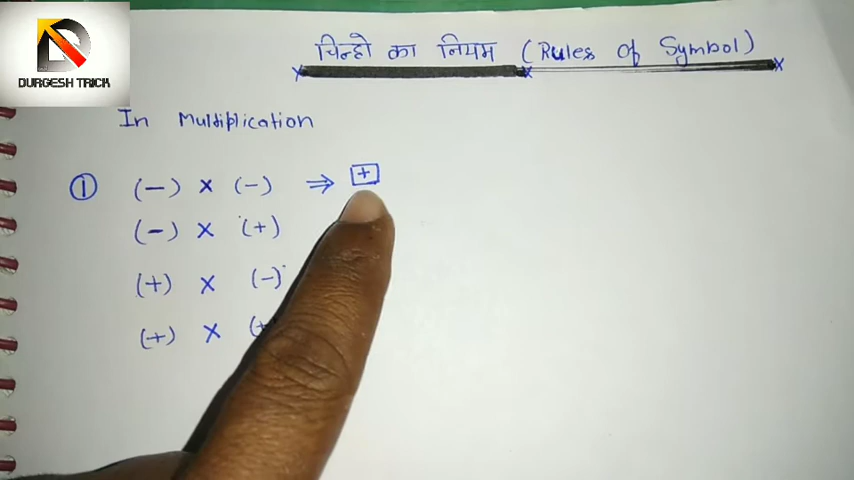 DURGESH TRICK
चिन्हो का नियम (Rules of Symbol)
In Multiplication
① (-) × (-) ⇒ +
(-) × (+)
(+) × (-)
(+) ×